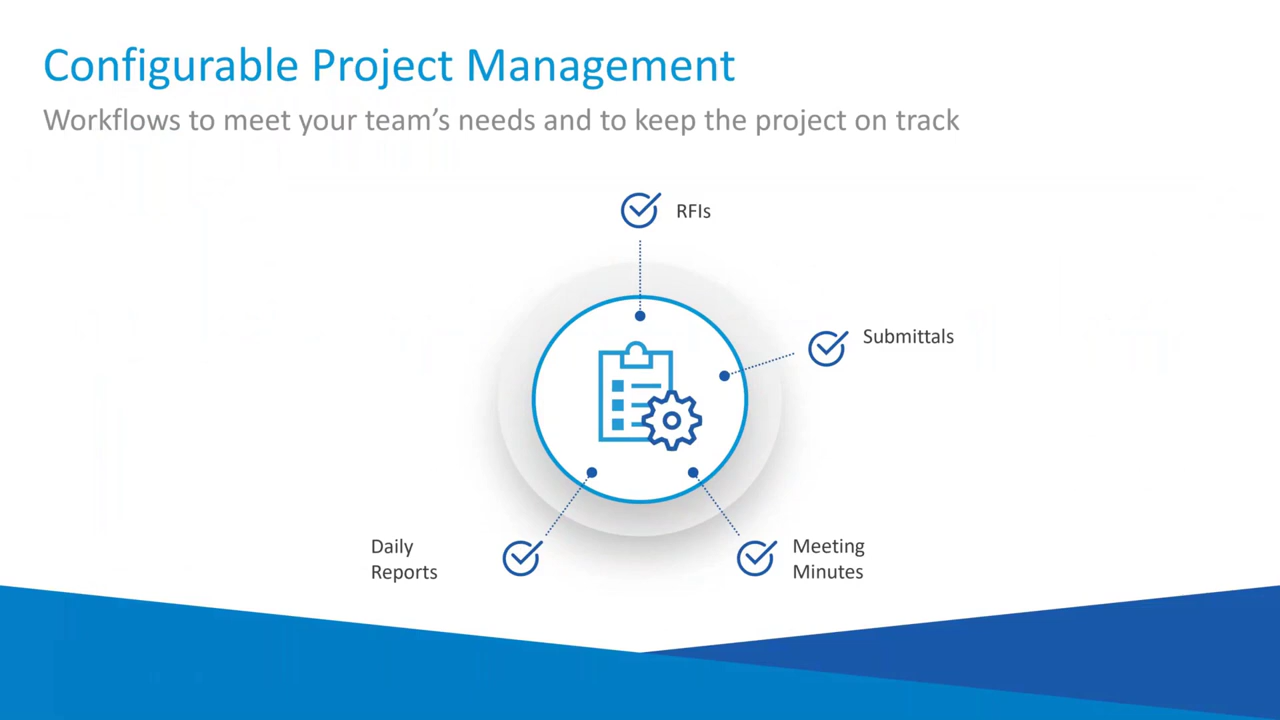 Configurable Project Management
Workflows to meet your team’s needs and to keep the project on track
RFIs
Submittals
Meeting
Minutes
Daily
Reports